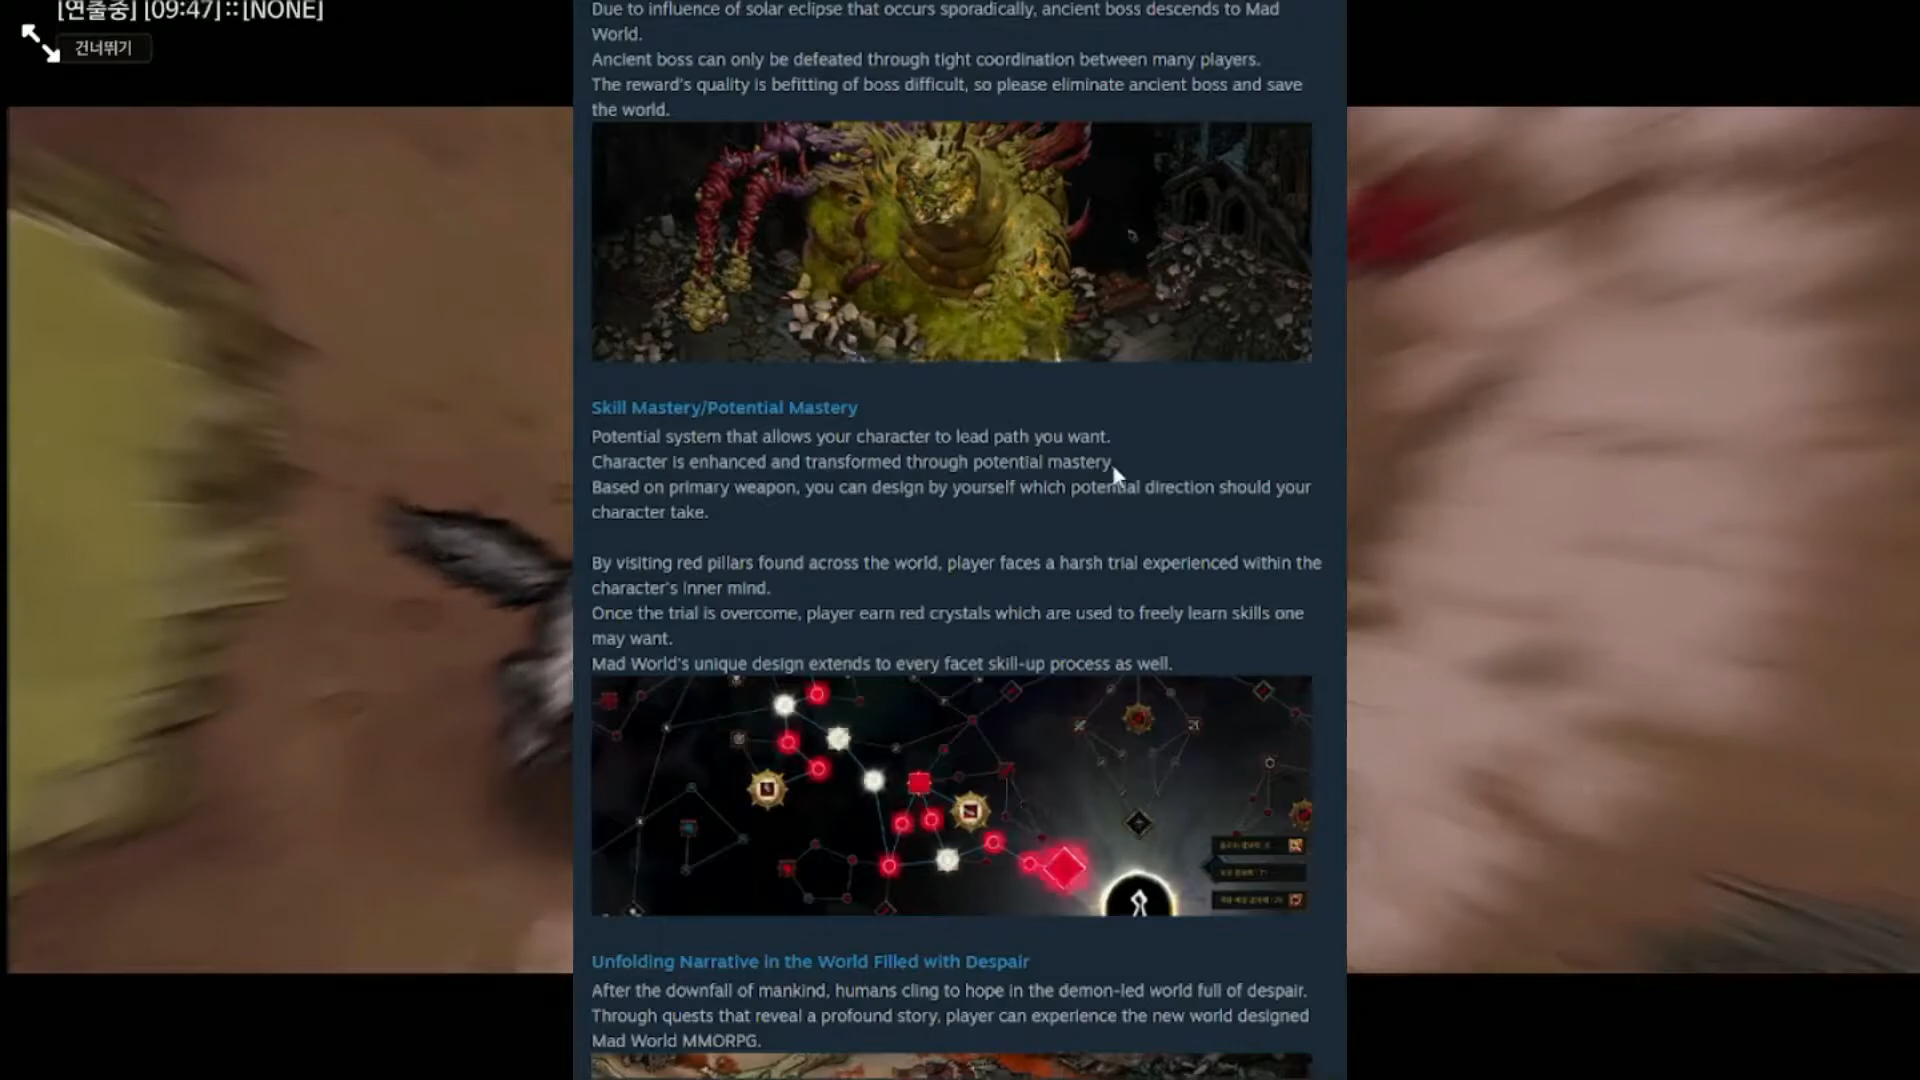 [연출중] [09:47]::[NONE]
건너뛰기
Due to influence of solar eclipse that occurs sporadically, ancient boss descends to Mad
World.
Ancient boss can only be defeated through tight coordination between many players.
The reward's quality is befitting of boss difficult, so please eliminate ancient boss and save
the world.
Skill Mastery/Potential Mastery
Potential system that allows your character to lead path you want.
Character is enhanced and transformed through potential mastery
Based on primary weapon, you can design by yourself which potential direction should your
character take.
By visiting red pillars found across the world, player faces a harsh trial experienced within the
character's inner mind.
Once the trial is overcome, player earn red crystals which are used to freely learn skills one
may want.
Mad World's unique design extends to every facet skill-up process as well.
Unfolding Narrative in the World Filled with Despair
After the downfall of mankind, humans cling to hope in the demon-led world full of despair.
Through quests that reveal a profound story, player can experience the new world designed
Mad World MMORPG.